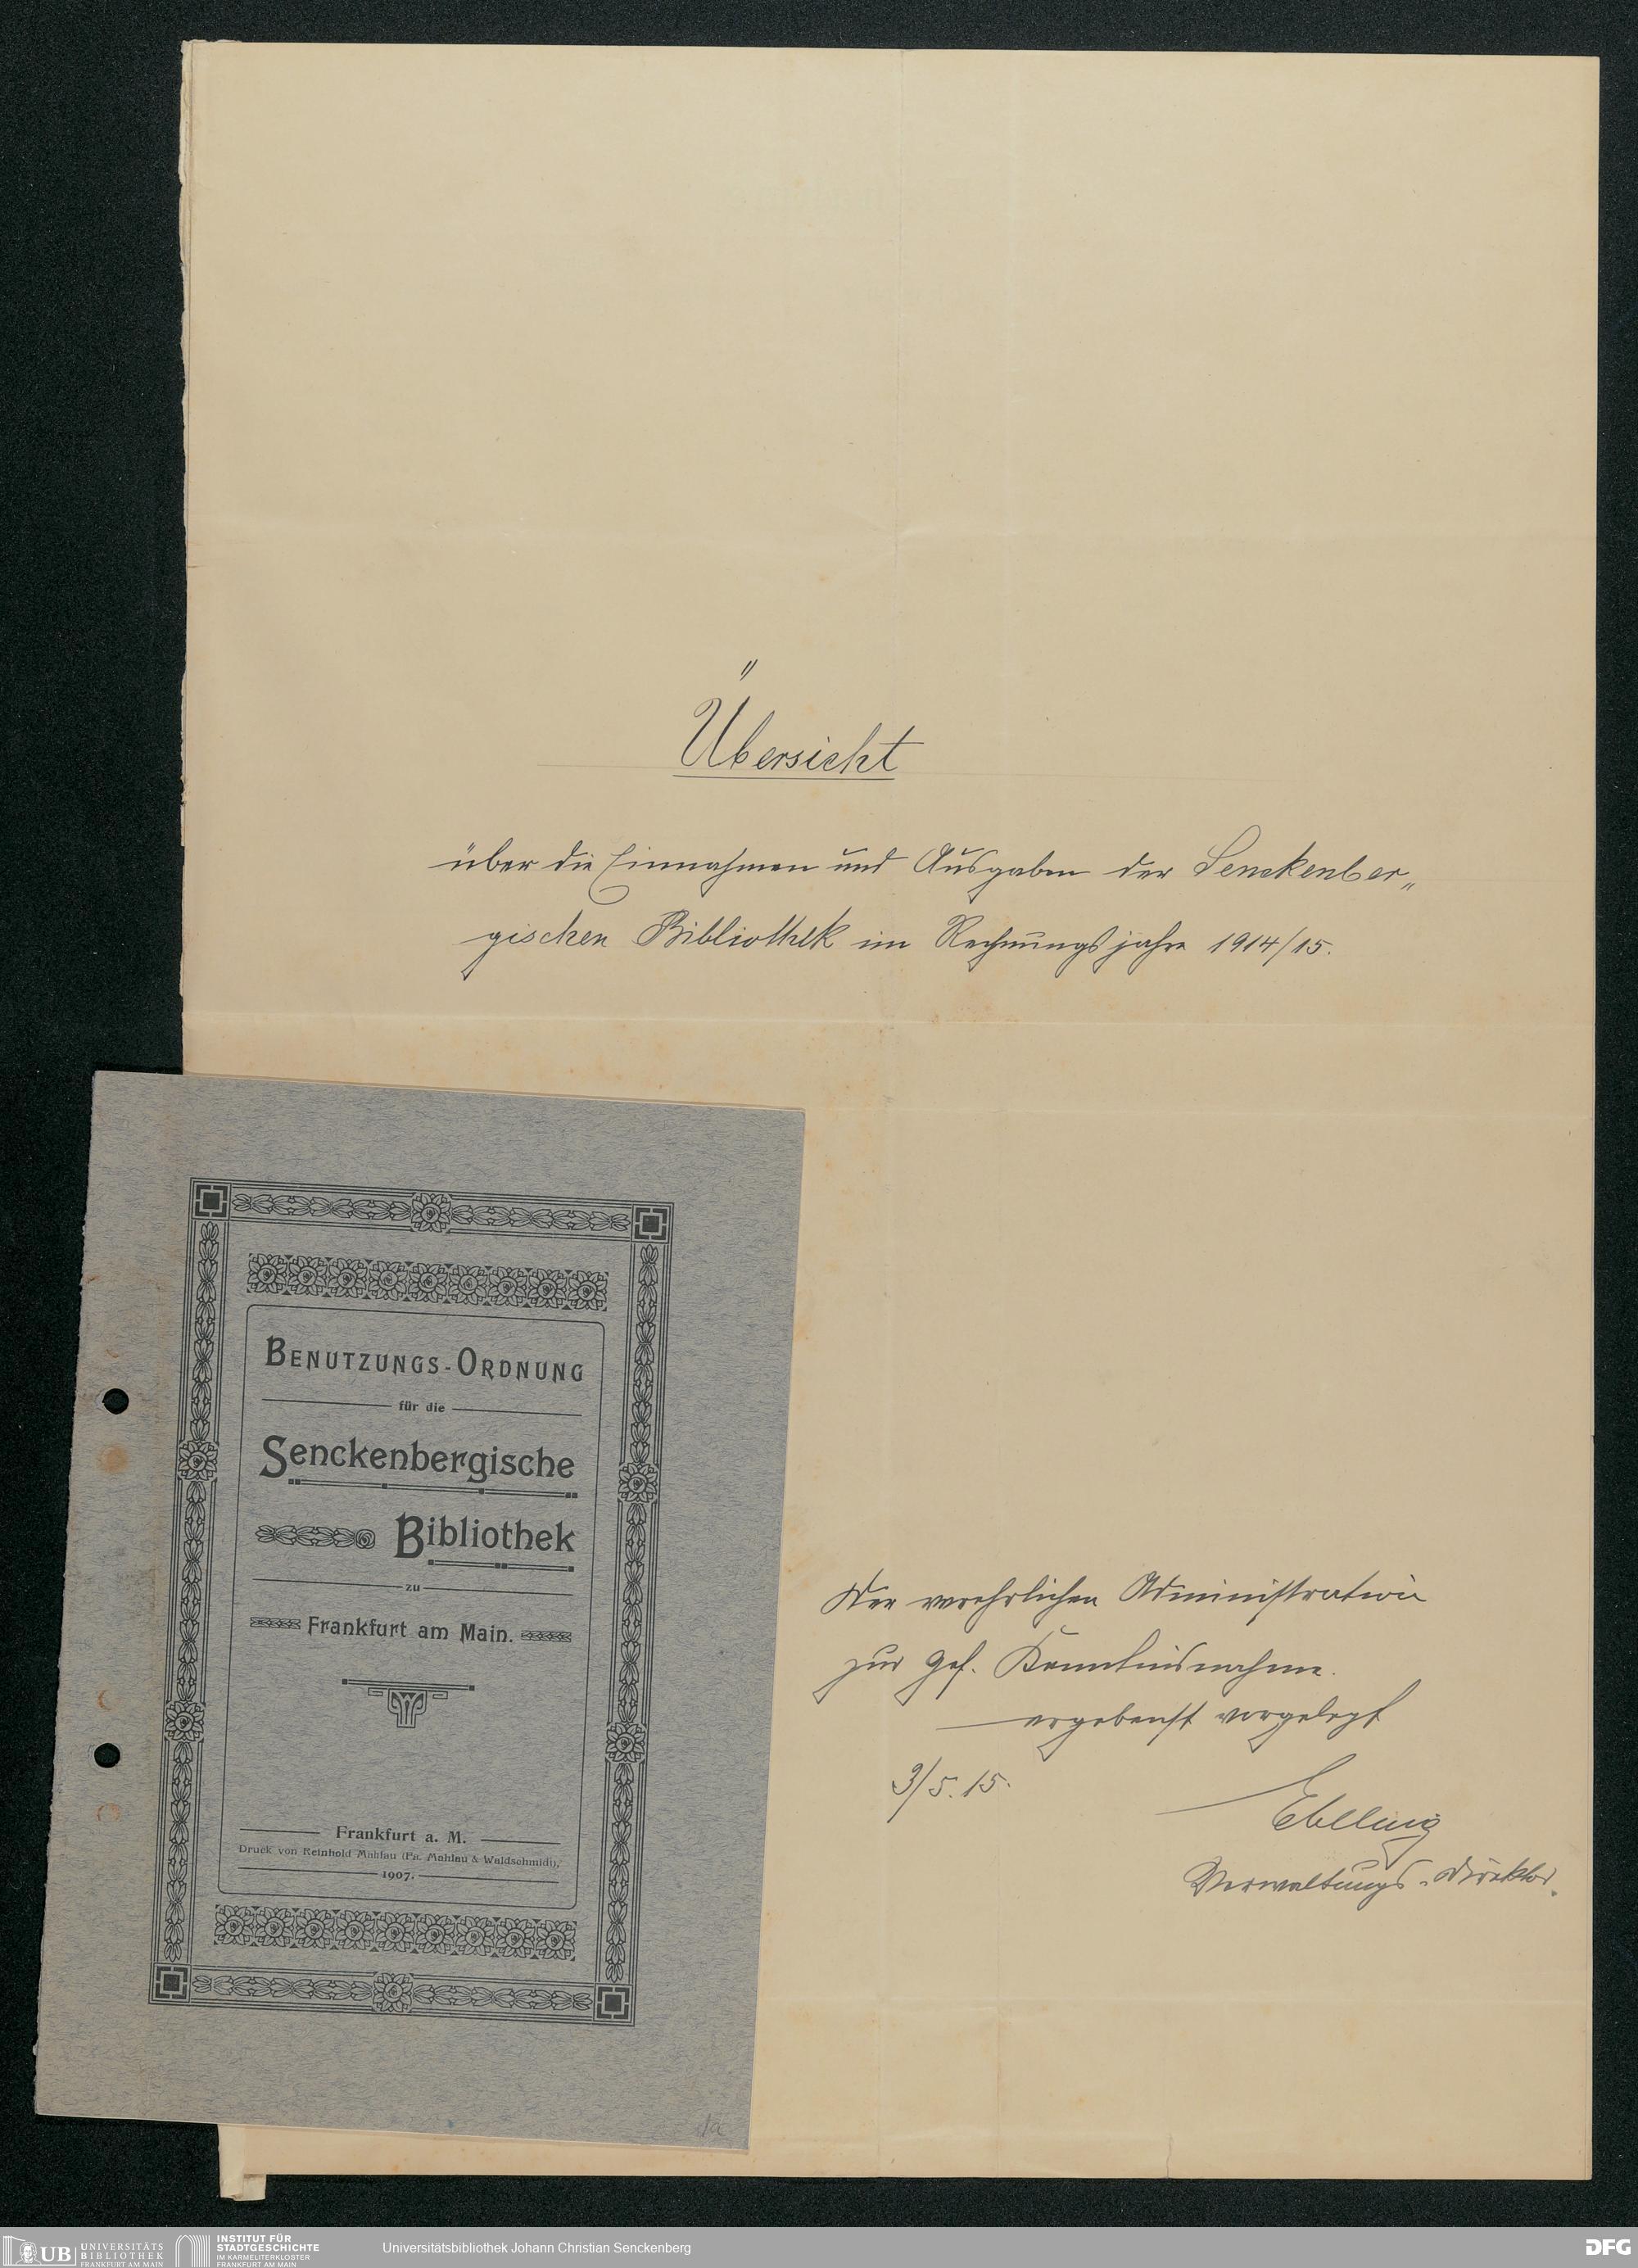 Übersicht
über die Einnahmen und Ausgaben der Senckenber„
gischen Bibliothek im Rechnungsjahre 1914/15.
Der verehrlichen Administration
zur gef. Kenntnisnahme.
ergebenst vorgelegt
3/5. 15.
Ebeling
Verwaltungs-Direktor.
BENUTZUNGS-ORDNUNG
für die
Senckenbergische
Bibliothek
zu
Frankfurt am Main.
Frankfurt a. M.
Druck von Reinhold Mahlau (Fa. Mahlau & Waldschmidt).
1907.
1a
UB UNIVERSITÄTS
BIBLIOTHEK
FRANKFURT AM MAIN
INSTITUT FÜR
STADTGESCHICHTE
IM KARMELITERKLOSTER
FRANKFURT AM MAIN
Universitätsbibliothek Johann Christian Senckenberg
DFG